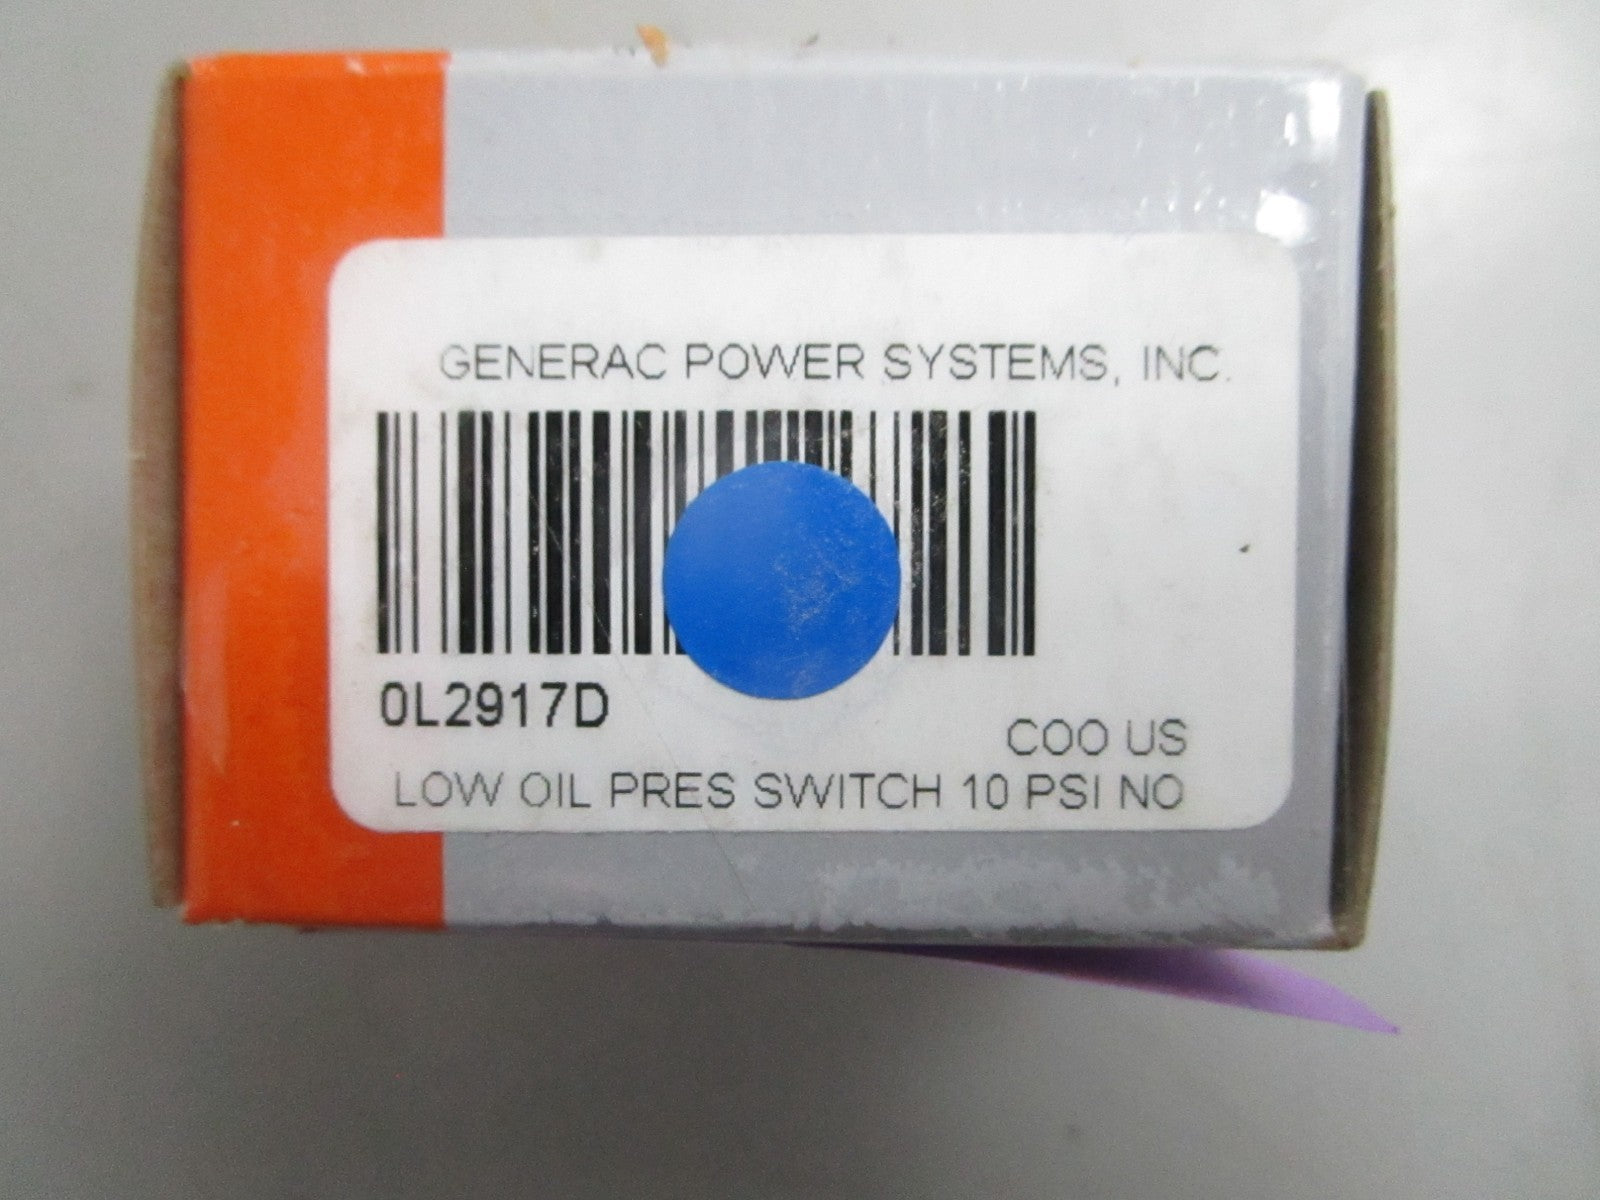 GENERAC POWER SYSTEMS, INC.
0L2917D
COO US
LOW OIL PRES SWITCH 10 PSI NO